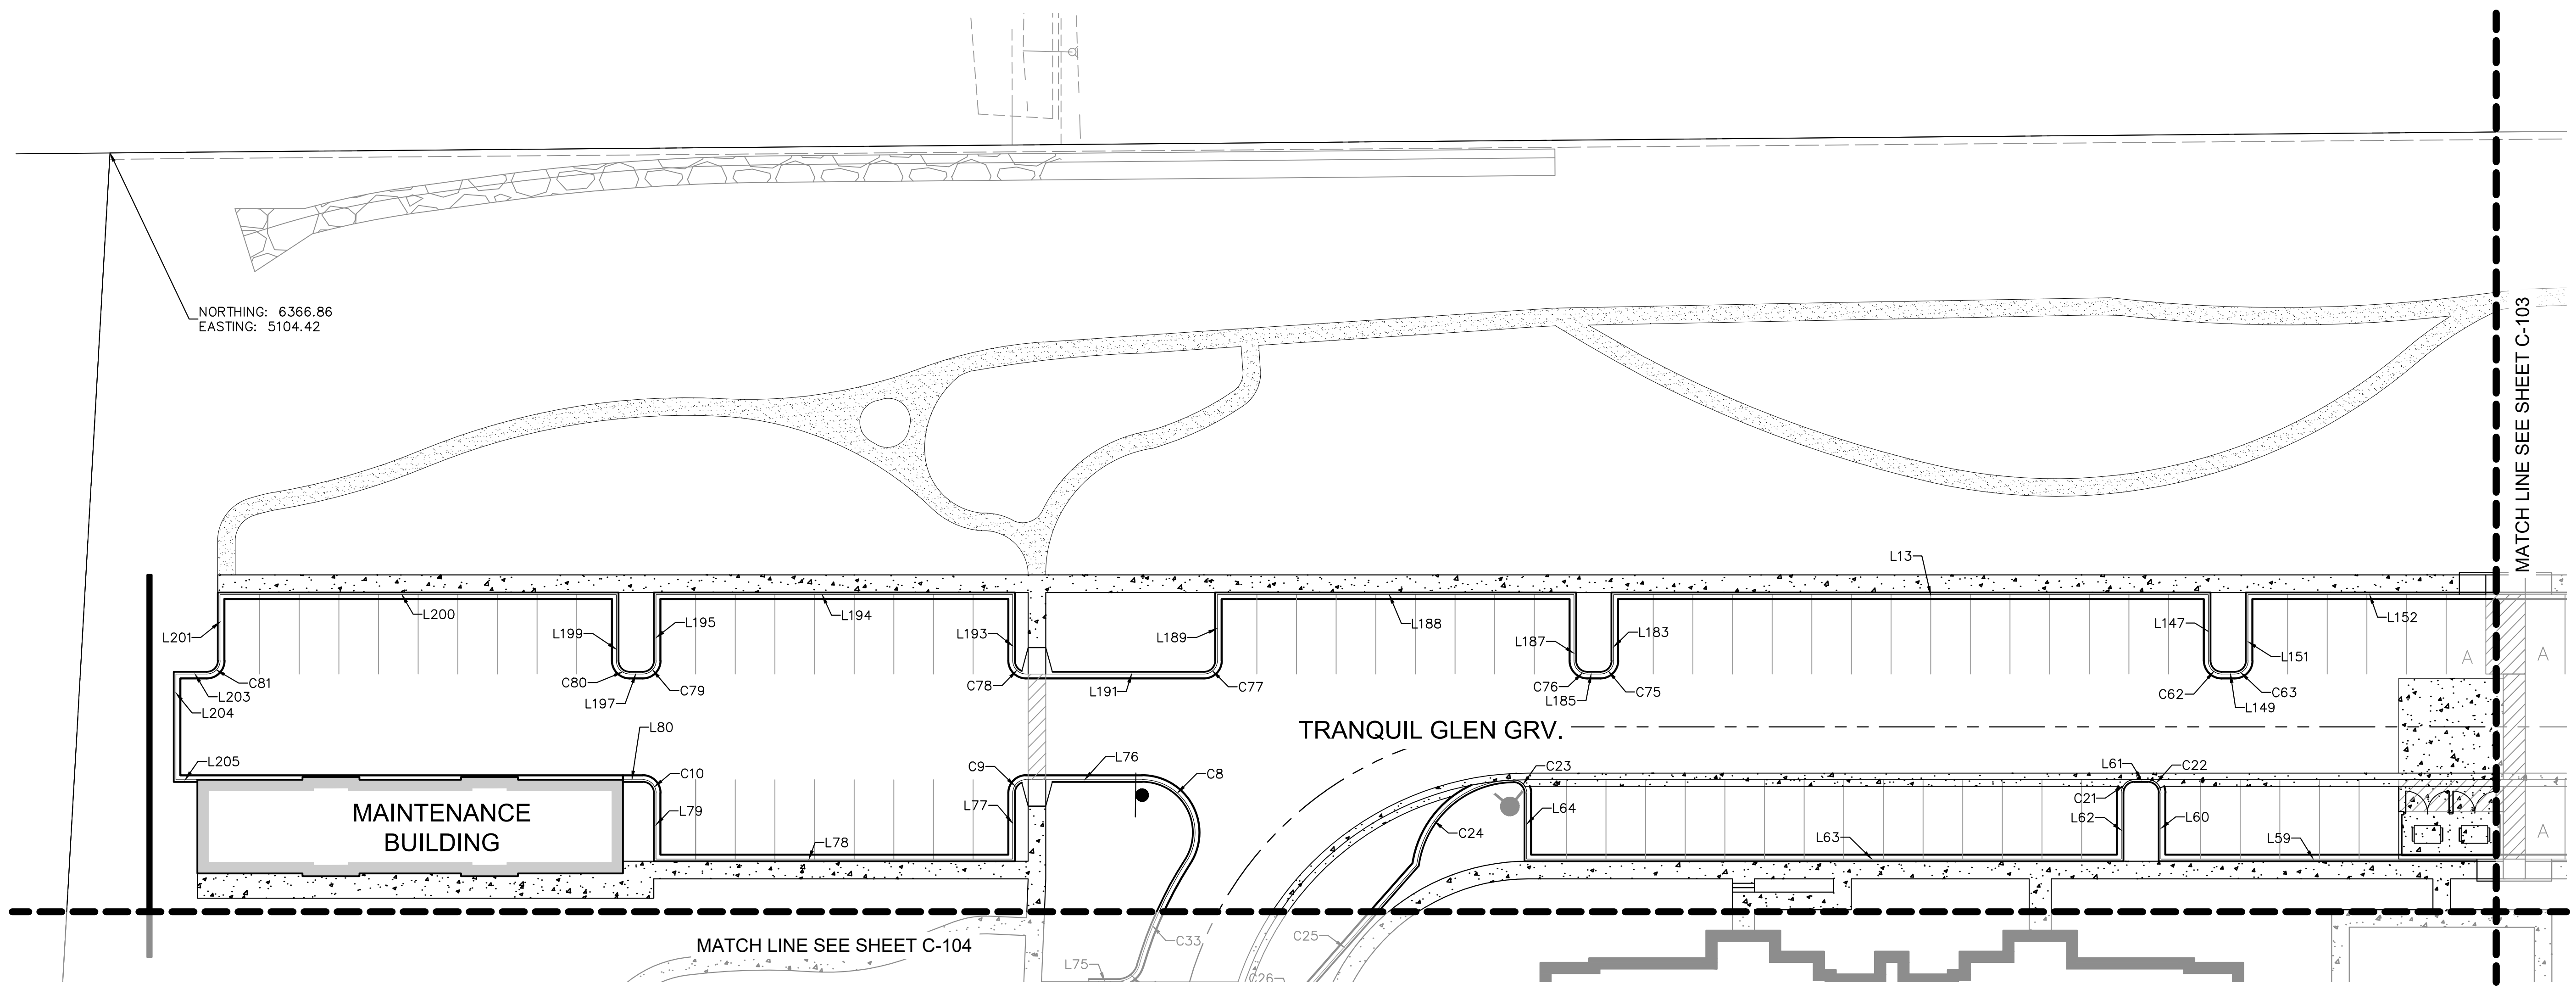 NORTHING: 6366.86
EASTING: 5104.42
MATCH LINE SEE SHEET C-103
L13
L201
L200
L199
L195
L194
L193
L189
L188
L187
L183
L147
L152
L151
A
A
C81
L203
L204
C80
L197
C79
C78
L191
C77
C76
L185
C75
C62
C63
L149
TRANQUIL GLEN GRV.
L80
L205
C10
C9
L76
C8
C23
L61
C22
C21
MAINTENANCE
BUILDING
L79
L77
L64
C24
L62
L60
L78
L63
L59
A
MATCH LINE SEE SHEET C-104
C33
C25
L75
C26